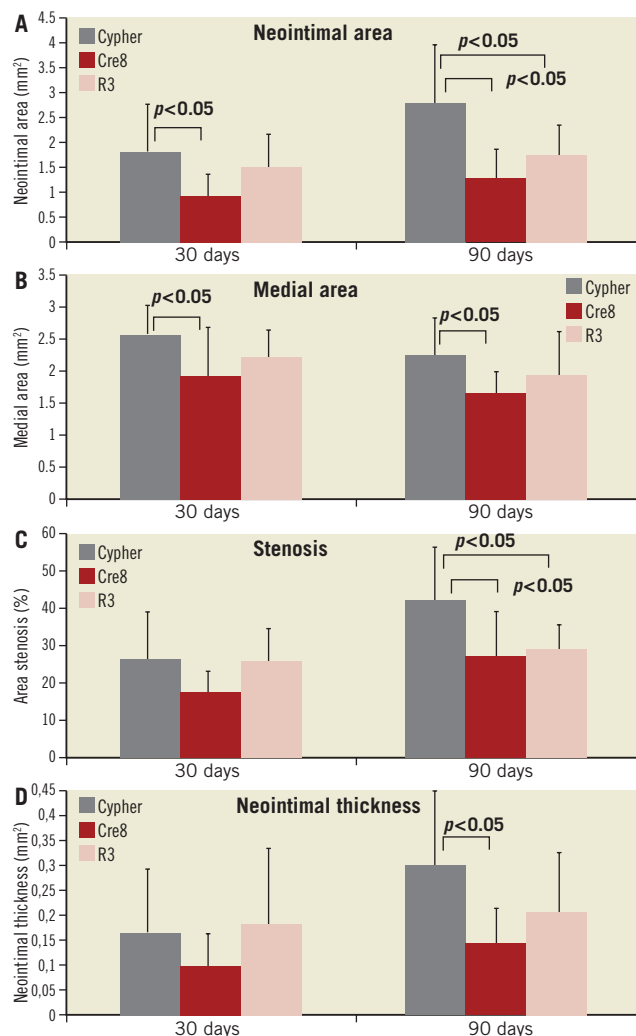 A
Neointimal area
Neointimal area (mm²)
4.5
4
3.5
3
2.5
2
1.5
1
0.5
0
Cypher
Cre8
R3
p<0.05
p<0.05
p<0.05
30 days
90 days
B
Medial area
Medial area (mm²)
3.5
3
2.5
2
1.5
1
0.5
0
Cypher
Cre8
R3
p<0.05
p<0.05
30 days
90 days
C
Stenosis
Area stenosis (%)
60
50
40
30
20
10
0
Cypher
Cre8
R3
p<0.05
p<0.05
30 days
90 days
D
Neointimal thickness
Neointimal thickness (mm²)
0,45
0,4
0,35
0,3
0,25
0,2
0,15
0,1
0,05
0
Cypher
Cre8
R3
p<0.05
30 days
90 days